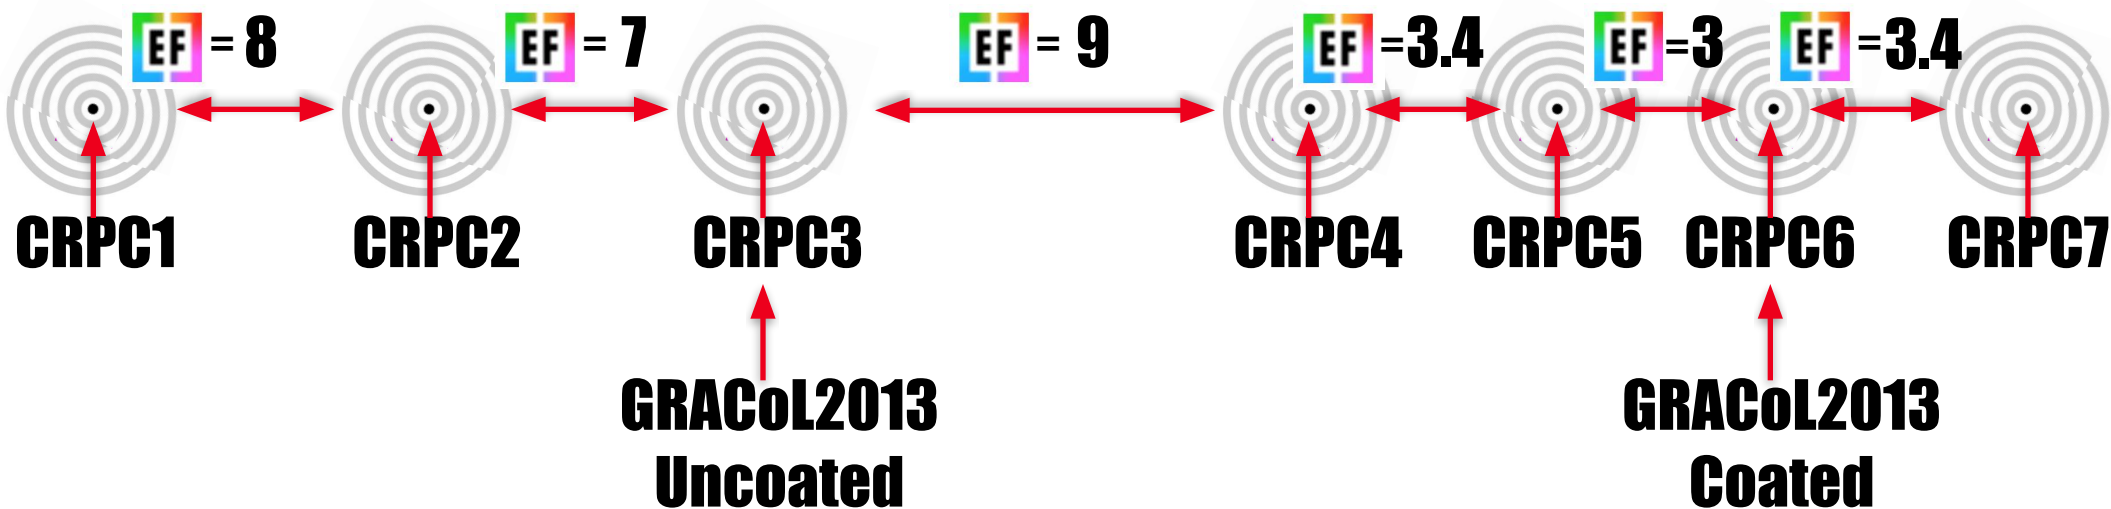 EF = 8 EF = 7 EF = 9 EF =3.4 EF =3 EF =3.4
CRPC1 CRPC2 CRPC3 CRPC4 CRPC5 CRPC6 CRPC7
GRACoL2013 GRACoL2013
Uncoated Coated